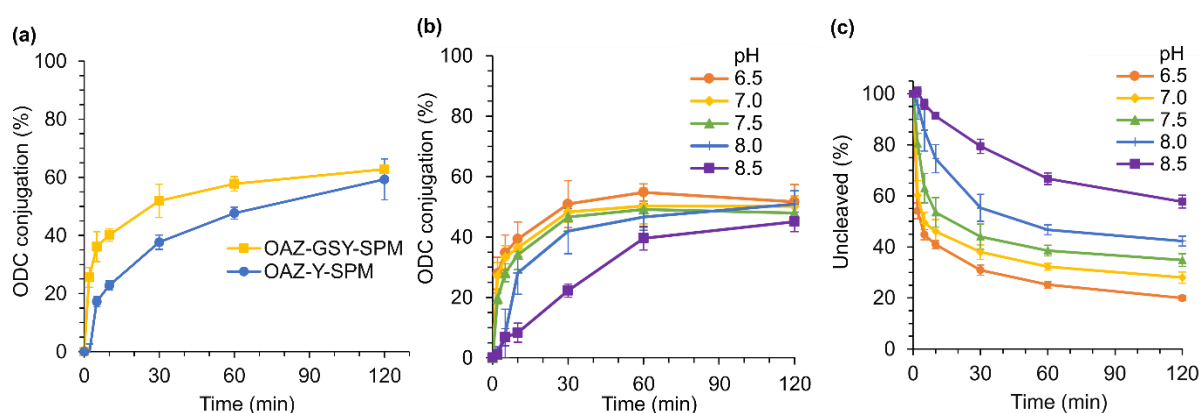 (a)
100
80
60
40
20
0
ODC conjugation (%)
OAZ-GSY-SPM
OAZ-Y-SPM
0 30 60 90 120
Time (min)
(b)
100
80
60
40
20
0
ODC conjugation (%)
pH
6.5
7.0
7.5
8.0
8.5
0 30 60 90 120
Time (min)
(c)
100
80
60
40
20
0
Uncleaved (%)
pH
6.5
7.0
7.5
8.0
8.5
0 30 60 90 120
Time (min)